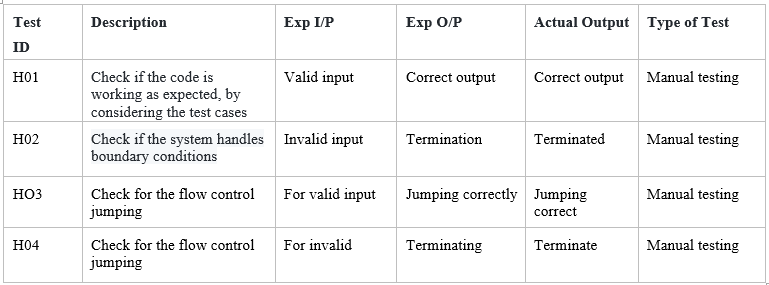 Test ID Description Exp I/P Exp O/P Actual Output Type of Test
H01 Check if the code is working as expected, by considering the test cases Valid input Correct output Correct output Manual testing
H02 Check if the system handles boundary conditions Invalid input Termination Terminated Manual testing
HO3 Check for the flow control jumping For valid input Jumping correctly Jumping correct Manual testing
H04 Check for the flow control jumping For invalid Terminating Terminate Manual testing